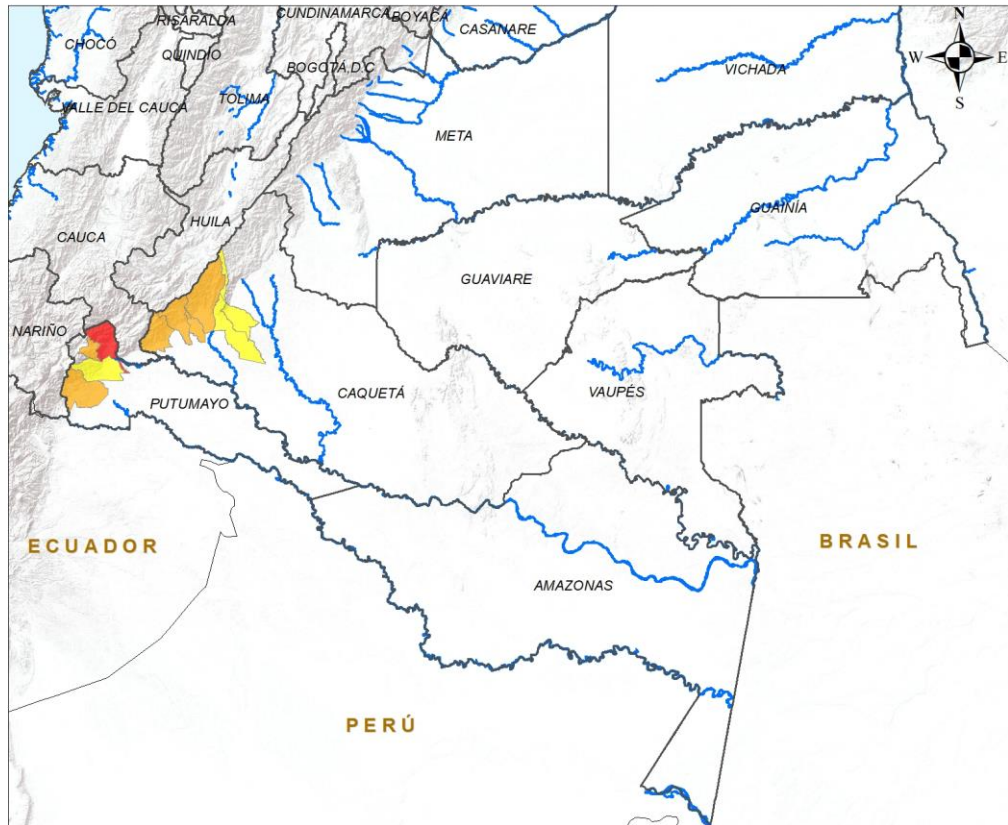 RISARALDA
CUNDINAMARCA
BOYACÁ
CASANARE
N
CHOCÓ
QUINDÍO
BOGOTÁ D.C
W
E
VICHADA
S
VALLE DEL CAUCA
TOLIMA
META
HUILA
GUAINÍA
CAUCA
GUAVIARE
NARIÑO
CAQUETÁ
VAUPÉS
PUTUMAYO
ECUADOR
BRASIL
AMAZONAS
PERÚ